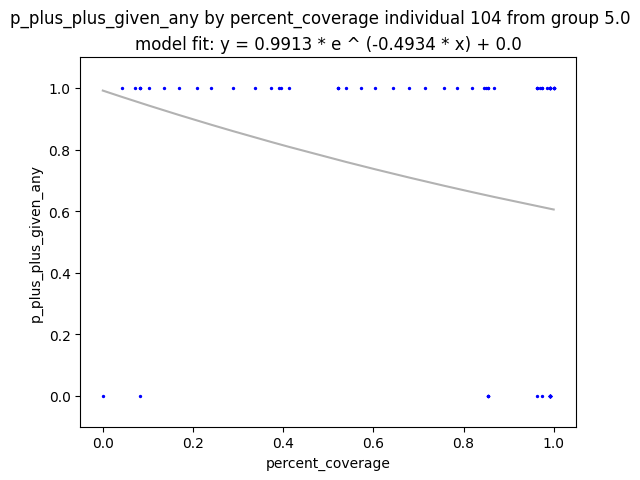 p_plus_plus_given_any by percent_coverage individual 104 from group 5.0
model fit: y = 0.9913 * e ^ (-0.4934 * x) + 0.0
1.0
0.8
0.6
0.4
0.2
0.0
p_plus_plus_given_any
0.0 0.2 0.4 0.6 0.8 1.0
percent_coverage